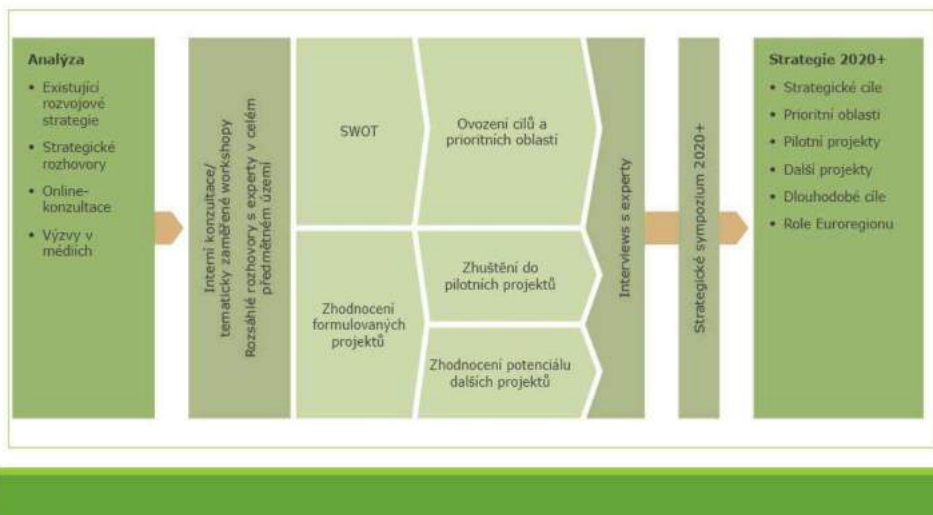 Analýza
• Existující
rozvojové
strategie
• Strategické
rozhovory
• Online-
konzultace
• Výzvy v
médiích
Interní konzultace/
tematicky zaměřené workshopy
Rozsáhlé rozhovory s experty v celém
předmětném území
SWOT
Zhodnocení
formulovaných
projektů
Ovození cílů a
prioritních oblastí
Zhuštění do
pilotních projektů
Zhodnocení potenciálu
dalších projektů
Interviews s experty
Strategické sympozium 2020+
Strategie 2020+
• Strategické cíle
• Prioritní oblasti
• Pilotní projekty
• Další projekty
• Dlouhodobé cíle
• Role Euroregionu